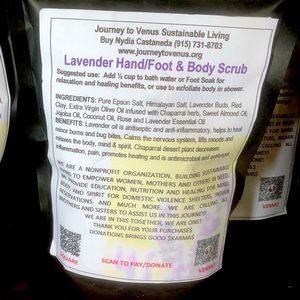 Journey to Venus Sustainable Living
Buy Nydia Castaneda (915) 731-8703
www.journeytovenus.org
Lavender Hand/Foot & Body Scrub
Suggested use: Add ½ cup to bath water or Foot Soak for
relaxation and healing benefits, or use to exfoliate body in shower.
INGREDIENTS: Pure Epson Salt, Himalayan Salt, Lavender Buds, Red
Clay, Extra Virgin Olive Oil infused with Chaparral herb, Sweet Almond Oil,
Jojoba Oil, Coconut Oil, Rose and Lavender Essential Oil
BENEFITS: Lavender oil is antiseptic and anti-inflammatory, helps to heal
minor burns and bug bites, Calms the nervous system, lifts moods and
the body, mind & spirit. Chaparral desert plant decreases
inflammation, pain, promotes healing and is antimicrobial and
WE ARE A NONPROFIT ORGANIZATION, BUILDING SUSTAINABLE
TO EMPOWER WOMEN, MOTHERS AND OTHERS IN NEED.
PROVIDE EDUCATION, NUTRITION AND HEALING FOR MIND,
BODY AND SPIRIT FOR DOMESTIC VIOLENCE SHELTERS, INDIAN
RESERVATIONS AND MUCH MORE. WE ARE CALLING ALL
BROTHERS AND SISTERS TO ASSIST US IN THIS JOURNEY!
WE ARE IN THIS TOGETHER, WE ARE ONE!
THANK YOU FOR YOUR PURCHASES
DONATIONS BRINGS GOOD $KARMA$
SQUARE
SCAN TO PAY/DONATE
VENMO